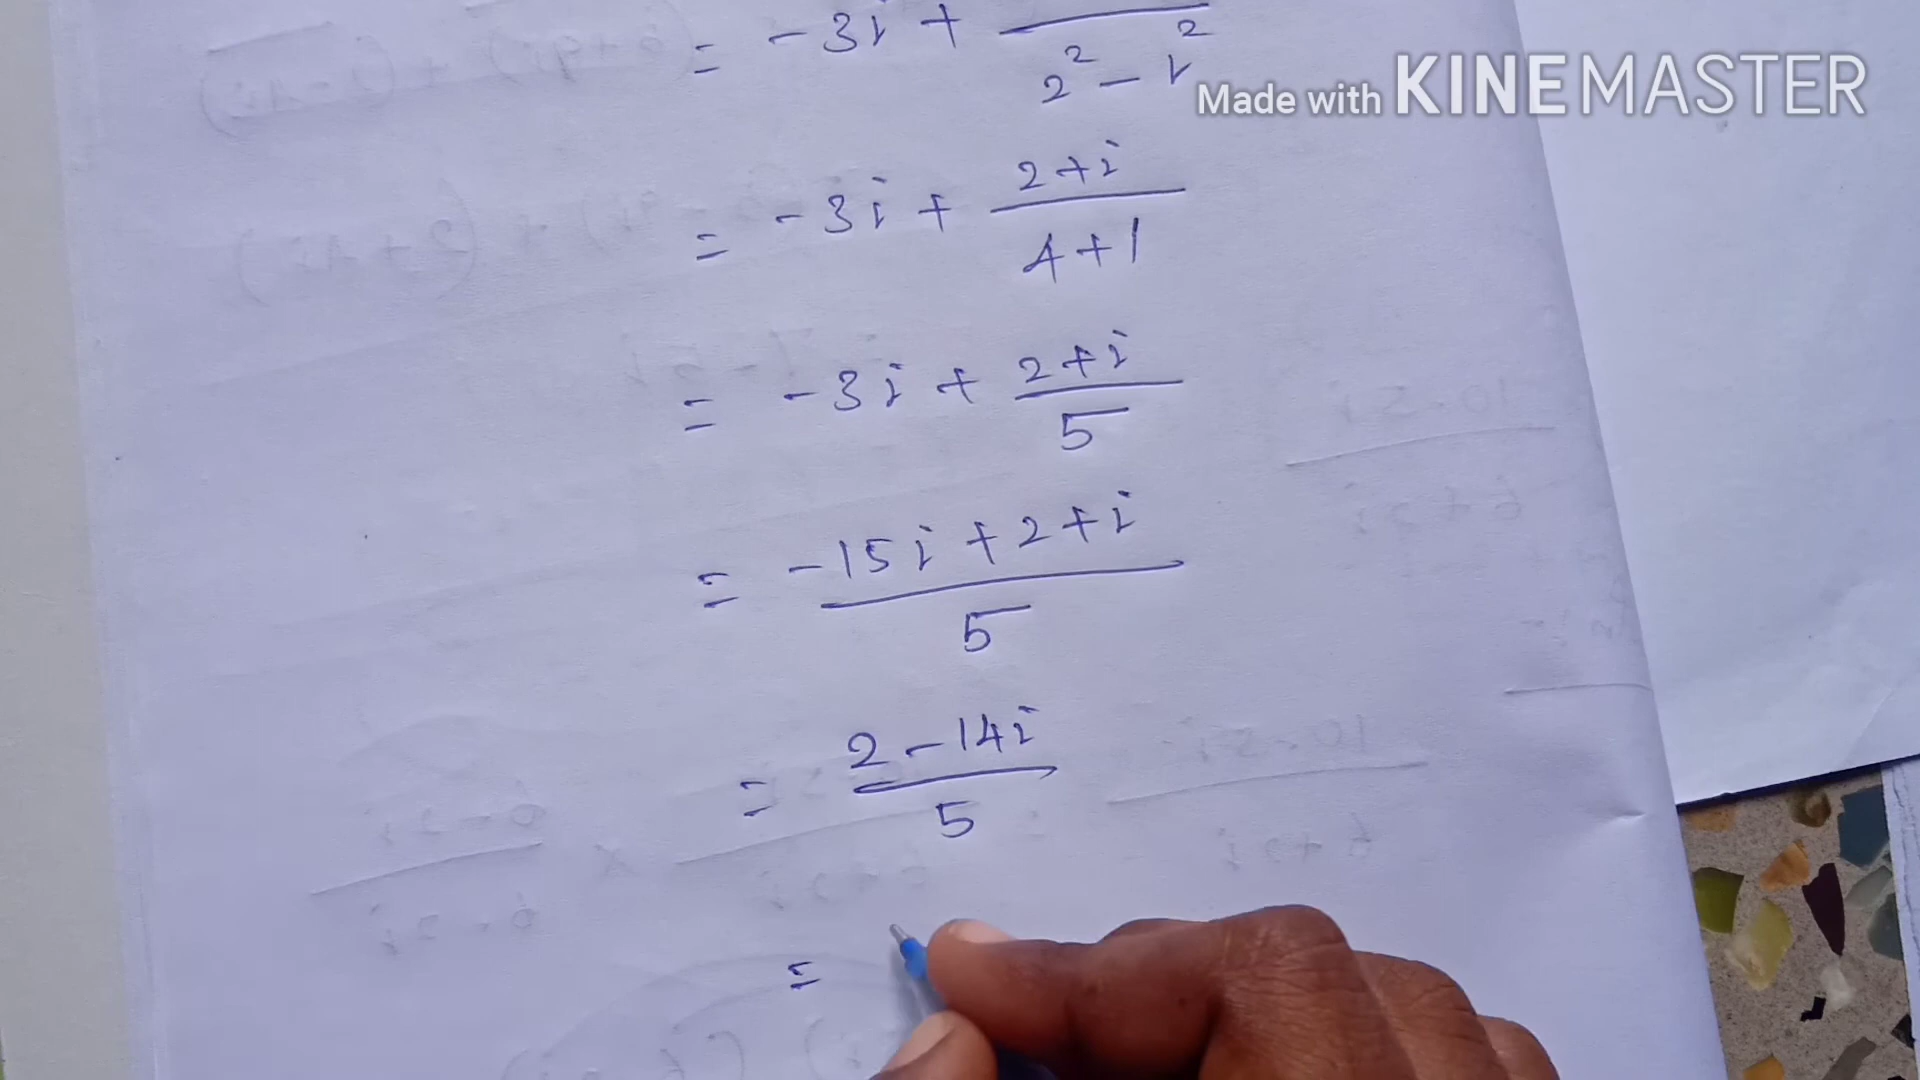 = -3i + 
2² - i²
Made with KINEMASTER
= -3i + (2+i)/(4+1)
= -3i + (2+i)/5
= (-15i+2+i)/5
= (2-14i)/5
=